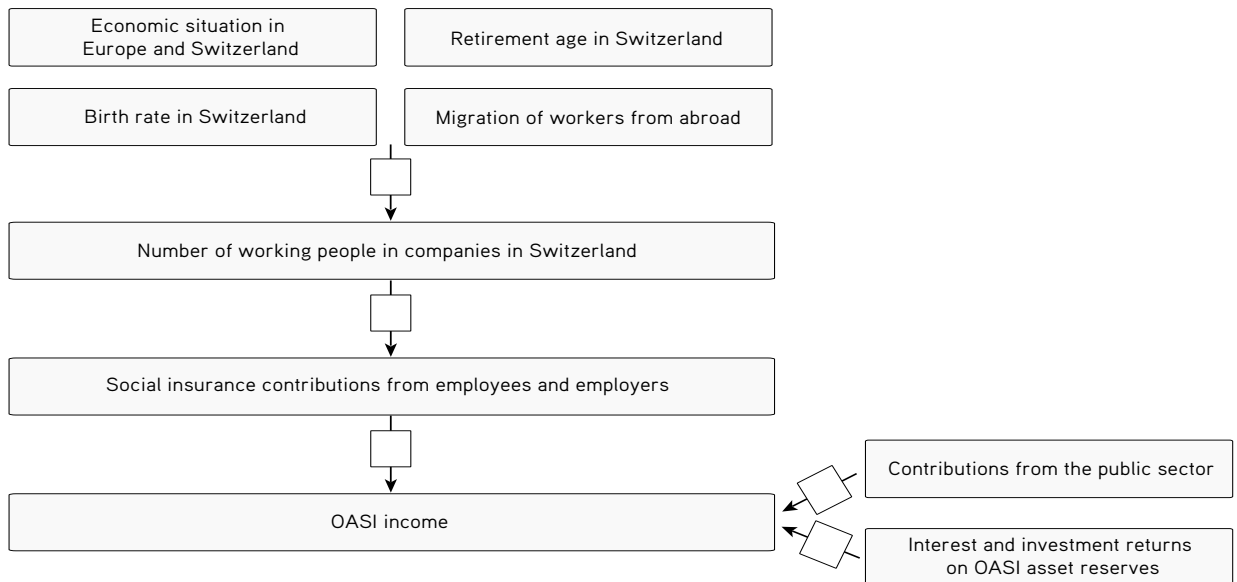 Economic situation in
Europe and Switzerland
Retirement age in Switzerland
Birth rate in Switzerland
Migration of workers from abroad
Number of working people in companies in Switzerland
Social insurance contributions from employees and employers
Contributions from the public sector
OASI income
Interest and investment returns
on OASI asset reserves